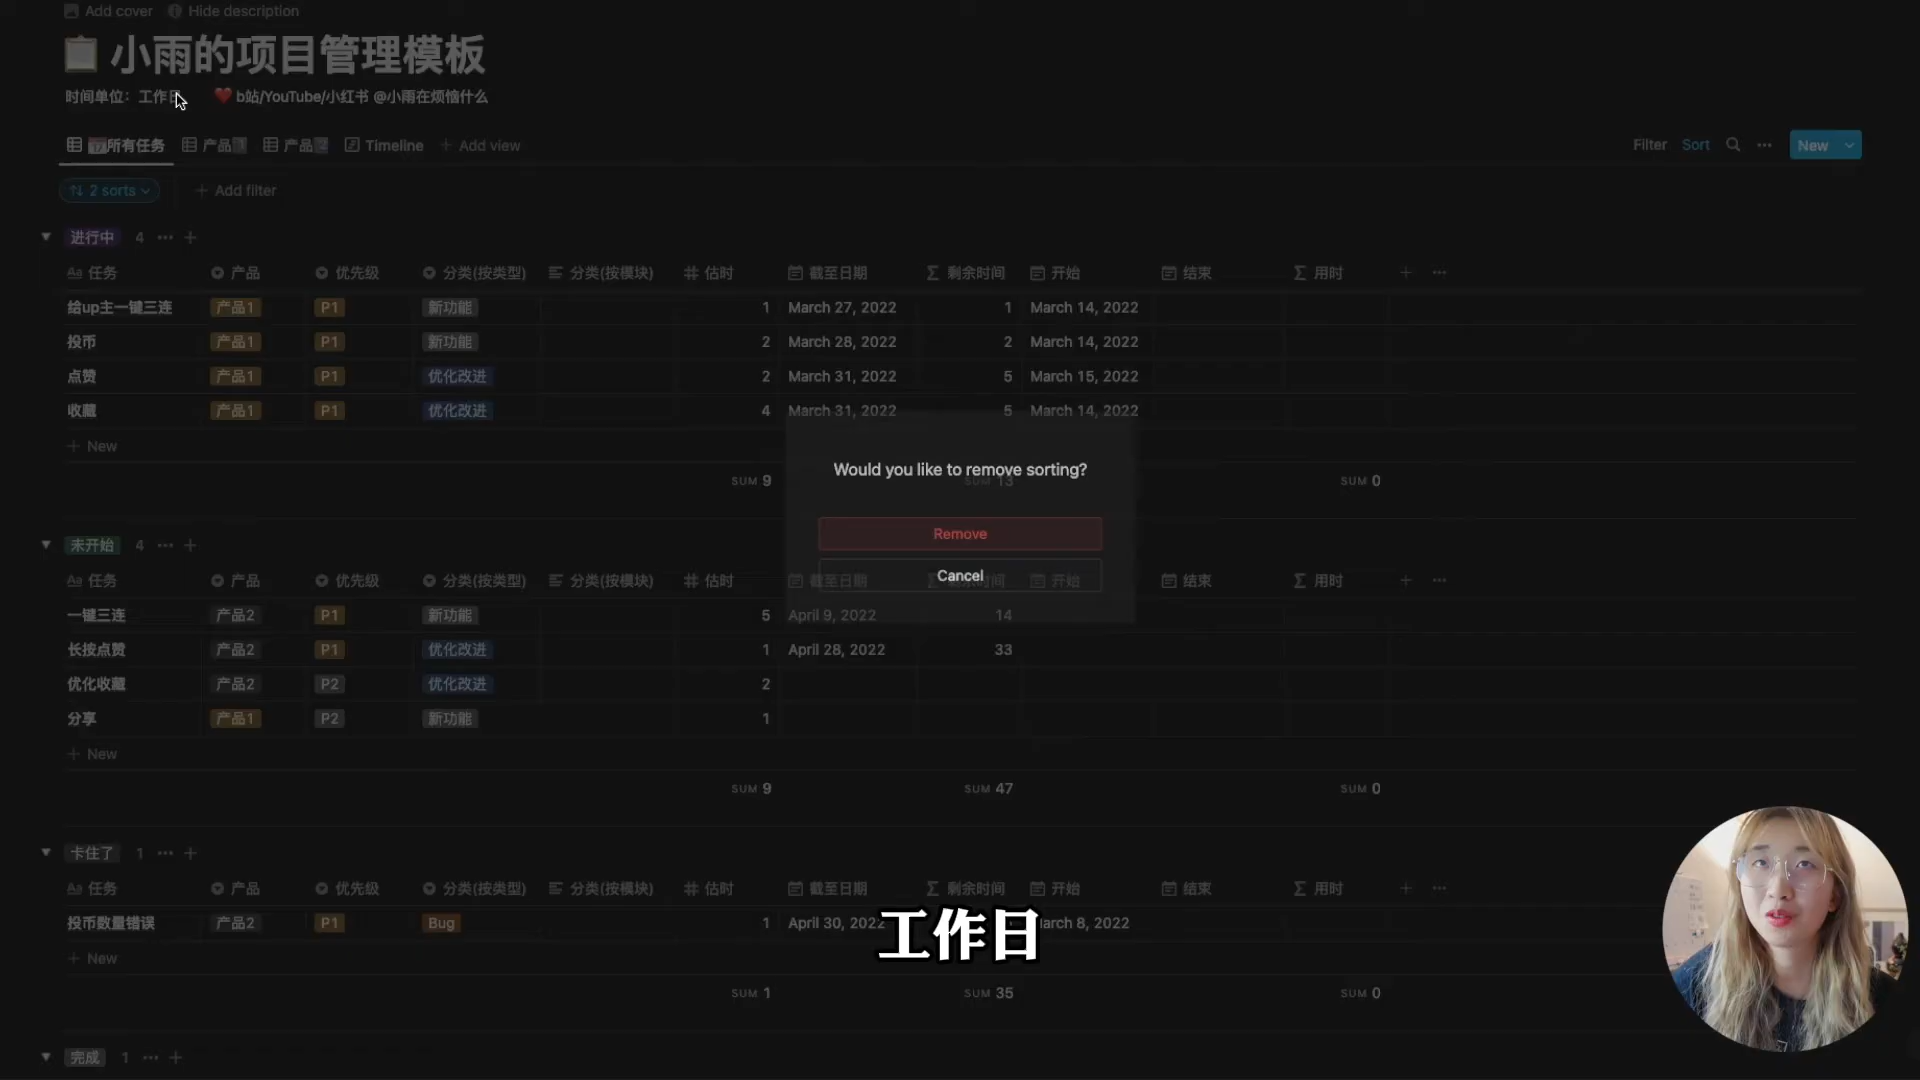 Add cover Hide description
小雨的项目管理模板
时间单位：工作日 ❤️ b站/YouTube/小红书 @小雨在烦恼什么
所有任务 产品1 产品2 Timeline + Add view Filter Sort New
2 sorts + Add filter
进行中 4
任务 产品 优先级 分类(按类型) 分类(按模块) 估时 截至日期 剩余时间 开始 结束 用时
给up主一键三连 产品1 P1 新功能 1 March 27, 2022 1 March 14, 2022
投币 产品1 P1 新功能 2 March 28, 2022 2 March 14, 2022
点赞 产品1 P1 优化改进 2 March 31, 2022 5 March 15, 2022
收藏 产品1 P1 优化改进 4 March 31, 2022 5 March 14, 2022
+ New
Would you like to remove sorting?
SUM 9 SUM 13 SUM 0
Remove
未开始 4
Cancel
任务 产品 优先级 分类(按类型) 分类(按模块) 估时 截至日期 剩余时间 开始 结束 用时
一键三连 产品2 P1 新功能 5 April 9, 2022 14
长按点赞 产品2 P1 优化改进 1 April 28, 2022 33
优化收藏 产品2 P2 优化改进 2
分享 产品1 P2 新功能 1
+ New
SUM 9 SUM 47 SUM 0
卡住了 1
任务 产品 优先级 分类(按类型) 分类(按模块) 估时 截至日期 剩余时间 开始 结束 用时
投币数量错误 产品2 P1 Bug 1 April 30, 2022 March 8, 2022
工作日
+ New
SUM 1 SUM 35 SUM 0
完成 1